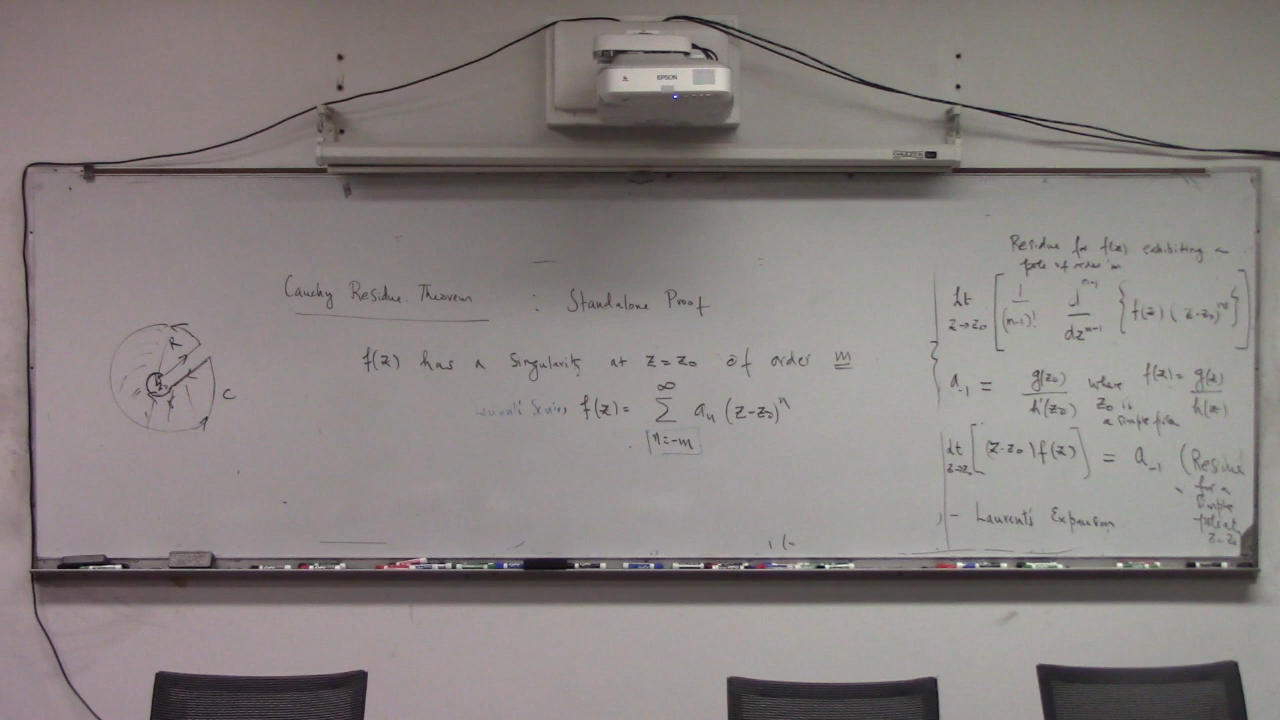 EPSON
Cauchy Residue Theorem : Standalone Proof
f(z) has a singularity at z = z₀ of order m
Laurent's Series f(z) = ∞ Σ n=-m aₙ (z-z₀)ⁿ
R
r
C
Residue for f(z) exhibiting a
pole of order m
Lt z→z₀ [ 1/(m-1)! d^(m-1)/dz^(m-1) { f(z) (z-z₀)^m } ]
a₋₁ = g(z₀)/h'(z₀) where f(z) = g(z)/h(z)
z₀ is
a simple pole
Lt z→z₀ [ (z-z₀) f(z) ] = a₋₁ (Residue
for a
simple
pole at
z=z₀
- Laurent's Expansion